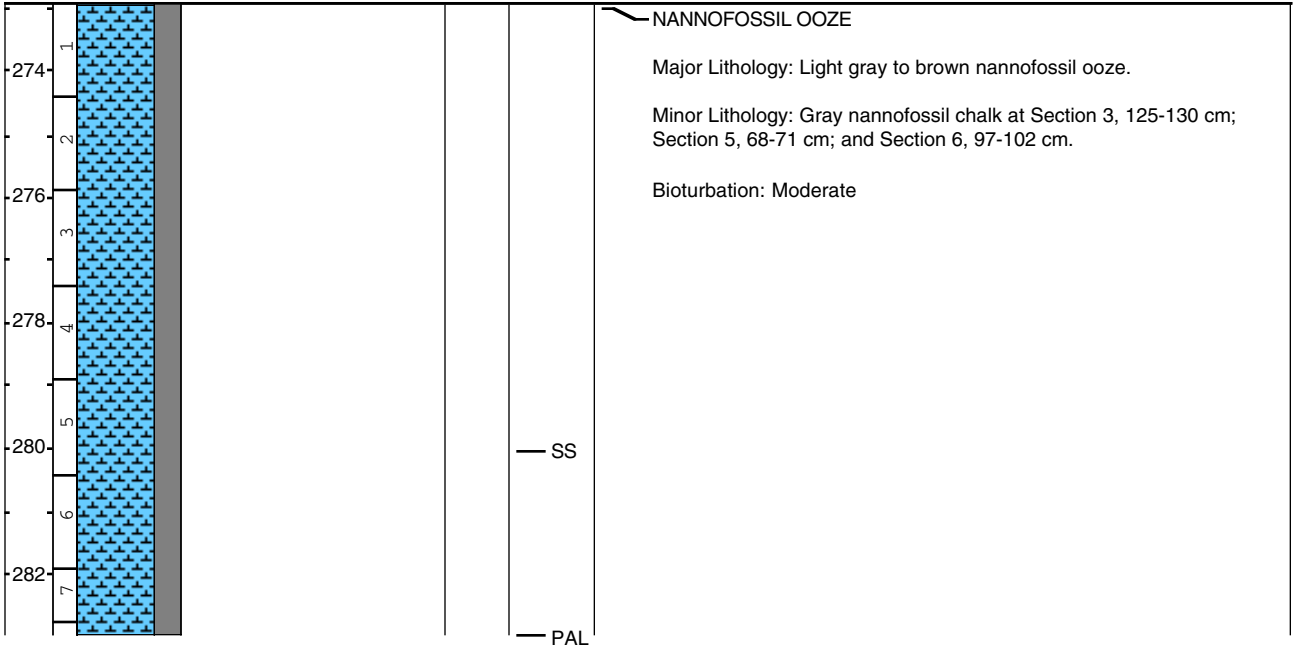 NANNOFOSSIL OOZE
Major Lithology: Light gray to brown nannofossil ooze.
Minor Lithology: Gray nannofossil chalk at Section 3, 125-130 cm;
Section 5, 68-71 cm; and Section 6, 97-102 cm.
Bioturbation: Moderate
274
276
278
280
282
1
2
3
4
5
6
7
SS
PAL